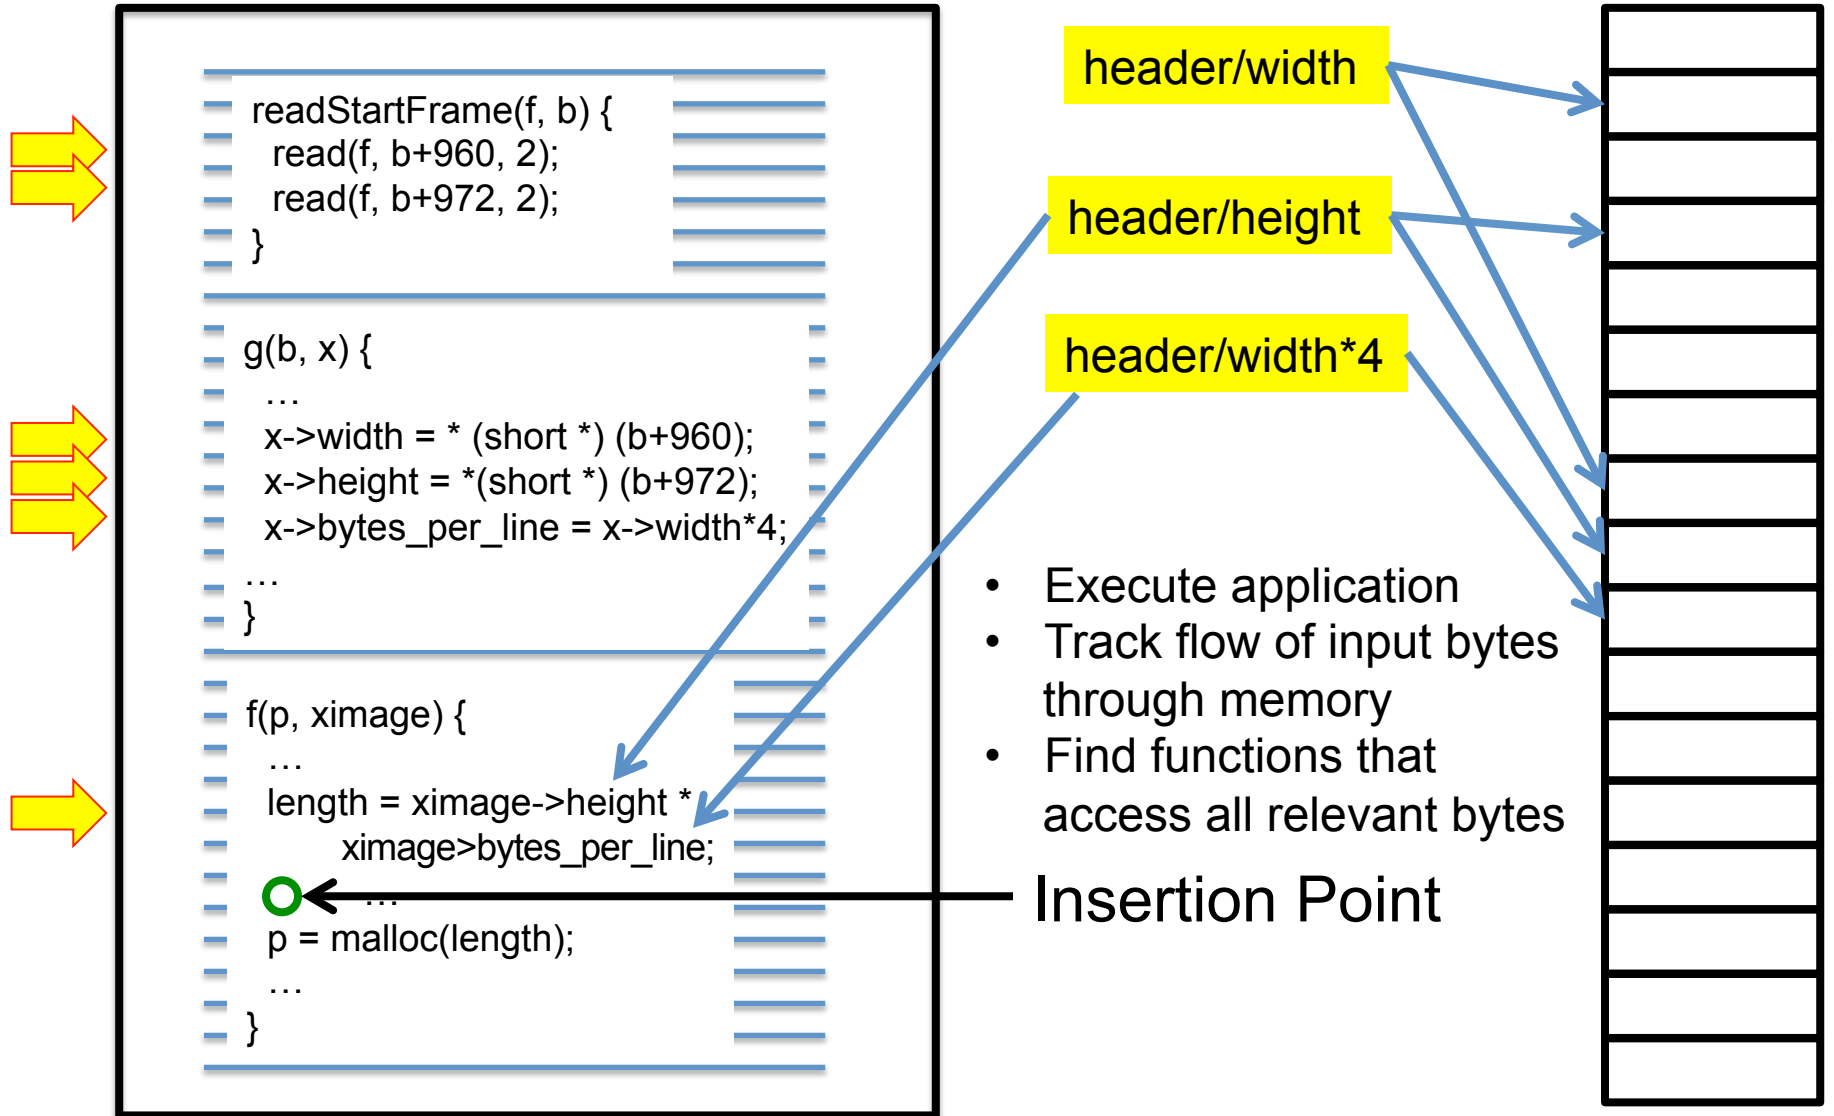 readStartFrame(f, b) {
read(f, b+960, 2);
read(f, b+972, 2);
}
g(b, x) {
…
x->width = * (short *) (b+960);
x->height = *(short *) (b+972);
x->bytes_per_line = x->width*4;
…
}
f(p, ximage) {
…
length = ximage->height *
ximage>bytes_per_line;
…
p = malloc(length);
…
}
header/width
header/height
header/width*4
• Execute application
• Track flow of input bytes
through memory
• Find functions that
access all relevant bytes
Insertion Point